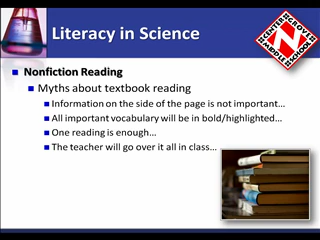 Literacy in Science
Nonfiction Reading
Myths about textbook reading
Information on the side of the page is not important…
All important vocabulary will be in bold/highlighted…
One reading is enough…
The teacher will go over it all in class…
N
MIDDLE
SCHOOL